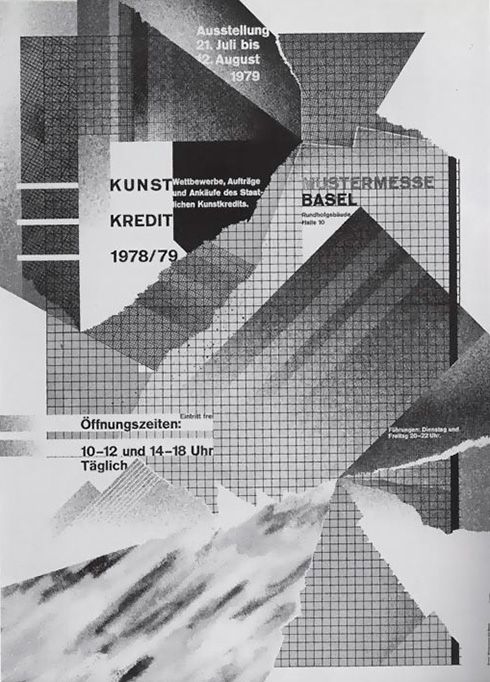 Ausstellung
21. Juli bis
12. August
1979
KUNST
KREDIT
1978/79
Wettbewerbe, Aufträge
und Ankäufe des Staat-
lichen Kunstkredits.
MUSTERMESSE
BASEL
Rundhofgebäude
Halle 10
Eintritt frei
Öffnungszeiten:
10–12 und 14–18 Uhr
Täglich
Führungen: Dienstag und
Freitag 20–22 Uhr.